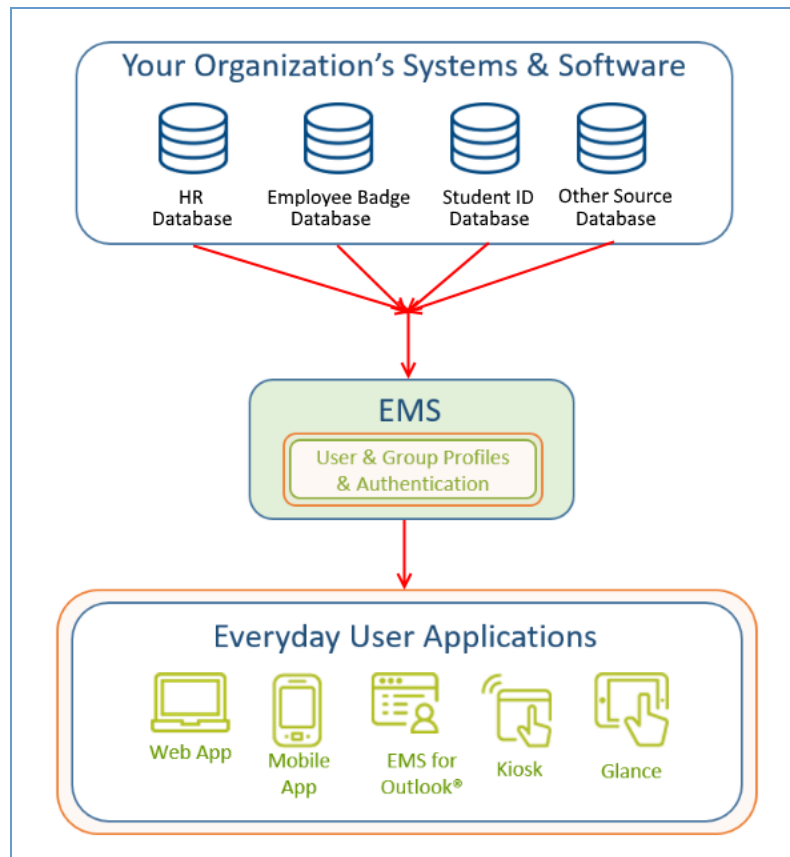 Your Organization's Systems & Software
HR
Database
Employee Badge
Database
Student ID
Database
Other Source
Database
EMS
User & Group Profiles
& Authentication
Everyday User Applications
Web App
Mobile
App
EMS for
Outlook®
Kiosk
Glance